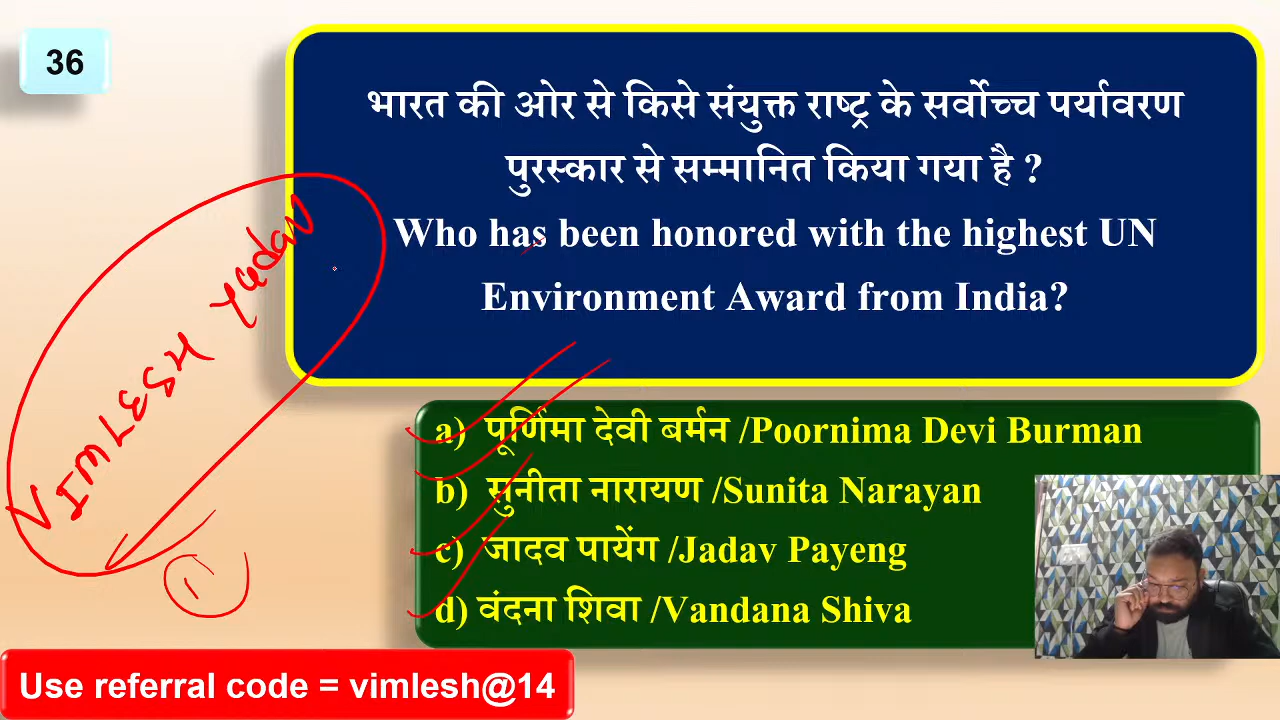 36
भारत की ओर से किसे संयुक्त राष्ट्र के सर्वोच्च पर्यावरण
पुरस्कार से सम्मानित किया गया है ?
Who has been honored with the highest UN
Environment Award from India?
VIMLESH Yadav
a) पूर्णिमा देवी बर्मन /Poornima Devi Burman
b) सुनीता नारायण /Sunita Narayan
c) जादव पायेंग /Jadav Payeng
d) वंदना शिवा /Vandana Shiva
Use referral code = vimlesh@14